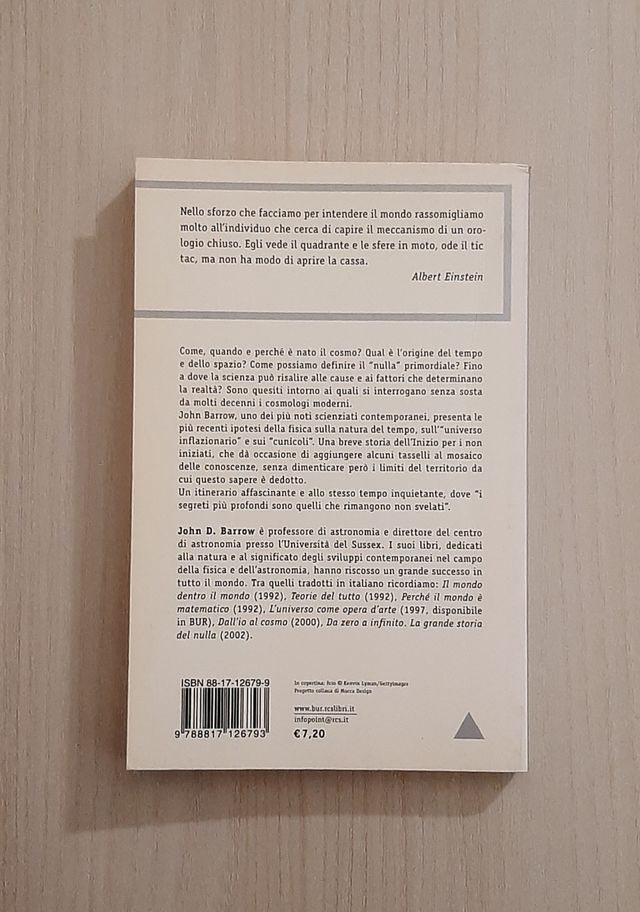 Nello sforzo che facciamo per intendere il mondo rassomigliamo
molto all'individuo che cerca di capire il meccanismo di un oro-
logio chiuso. Egli vede il quadrante e le sfere in moto, ode il tic
tac, ma non ha modo di aprire la cassa.
Albert Einstein
Come, quando e perché è nato il cosmo? Qual è l'origine del tempo
e dello spazio? Come possiamo definire il "nulla" primordiale? Fino
a dove la scienza può risalire alle cause e ai fattori che determinano
la realtà? Sono quesiti intorno ai quali si interrogano senza sosta
da molti decenni i cosmologi moderni.
John Barrow, uno dei più noti scienziati contemporanei, presenta le
più recenti ipotesi della fisica sulla natura del tempo, sull'"universo
inflazionario" e sui "cunicoli". Una breve storia dell'Inizio per i non
iniziati, che dà occasione di aggiungere alcuni tasselli al mosaico
delle conoscenze, senza dimenticare però i limiti del territorio da
cui questo sapere è dedotto.
Un itinerario affascinante e allo stesso tempo inquietante, dove "i
segreti più profondi sono quelli che rimangono non svelati".
John D. Barrow è professore di astronomia e direttore del centro
di astronomia presso l'Università del Sussex. I suoi libri, dedicati
alla natura e al significato degli sviluppi contemporanei nel campo
della fisica e dell'astronomia, hanno riscosso un grande successo in
tutto il mondo. Tra quelli tradotti in italiano ricordiamo: Il mondo
dentro il mondo (1992), Teorie del tutto (1992), Perché il mondo è
matematico (1992), L'universo come opera d'arte (1997, disponibile
in BUR), Dall'io al cosmo (2000), Da zero a infinito. La grande storia
del nulla (2002).
ISBN 88-17-12679-9
9 788817 126793
In copertina: foto © Kenvin Lyman/Gettyimages
Progetto collana di Mucca Design
www.bur.rcslibri.it
infopoint@rcs.it
€ 7,20